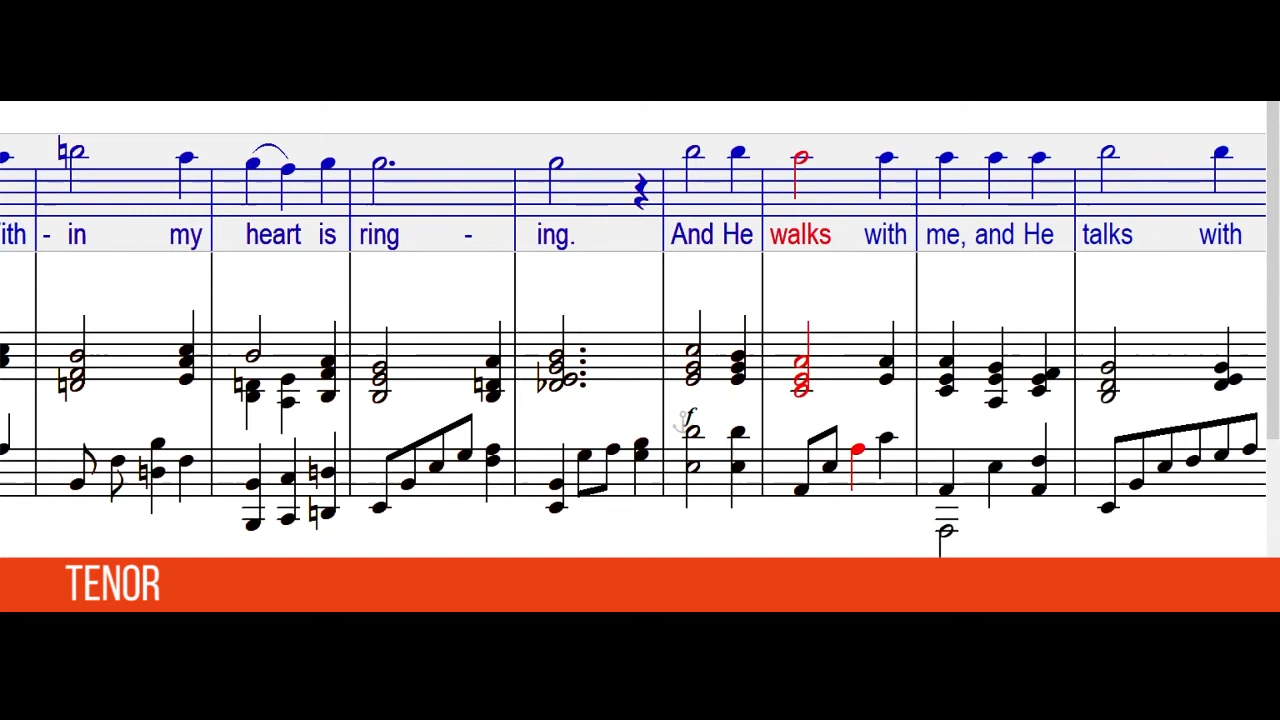 ith - in my heart is ring - ing. And He walks with me, and He talks with
f
TENOR